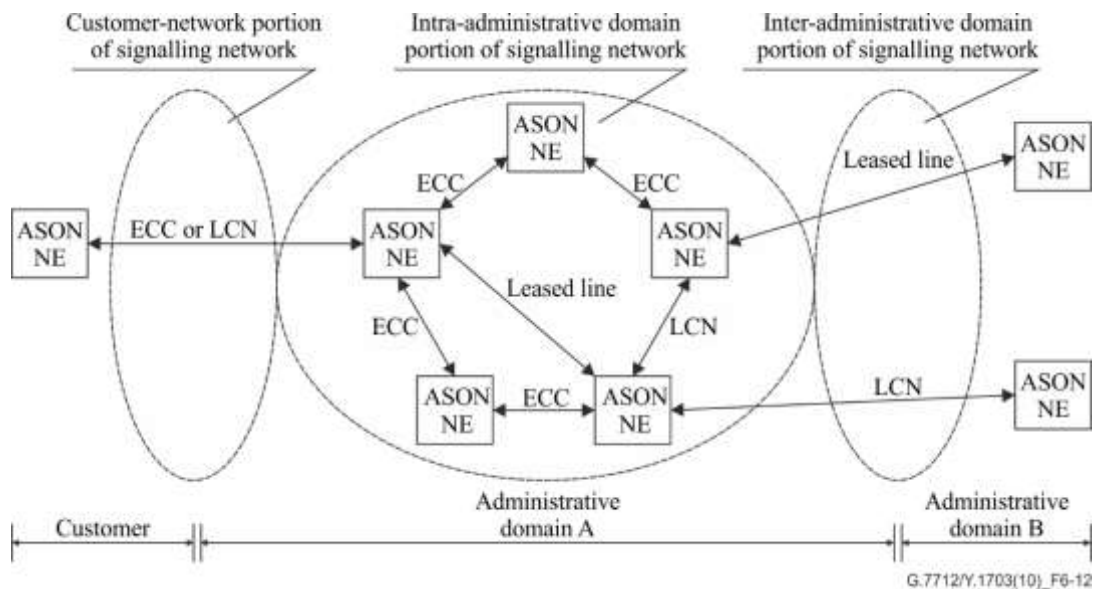 Customer-network portion
of signalling network
Intra-administrative domain
portion of signalling network
Inter-administrative domain
portion of signalling network
ASON
NE
ASON
NE
Leased line
ECC
ECC
ASON
NE
ECC or LCN
ASON
NE
ASON
NE
Leased line
ECC
LCN
ASON
NE
ECC
ASON
NE
LCN
ASON
NE
Customer
Administrative
domain A
Administrative
domain B
G.7712/Y.1703(10)_F6-12